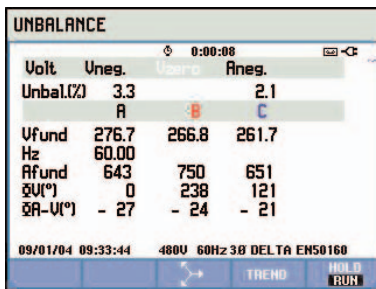 UNBALANCE
0:00:08
Volt Vneg. Vzero Aneg.
Unbal.(%) 3.3 2.1
A B C
Vfund 276.7 266.8 261.7
Hz 60.00
Afund 643 750 651
ΦV(°) 0 238 121
ΦA-V(°) - 27 - 24 - 21
09/01/04 09:33:44 480V 60Hz 3Ø DELTA EN50160
TREND HOLD
RUN